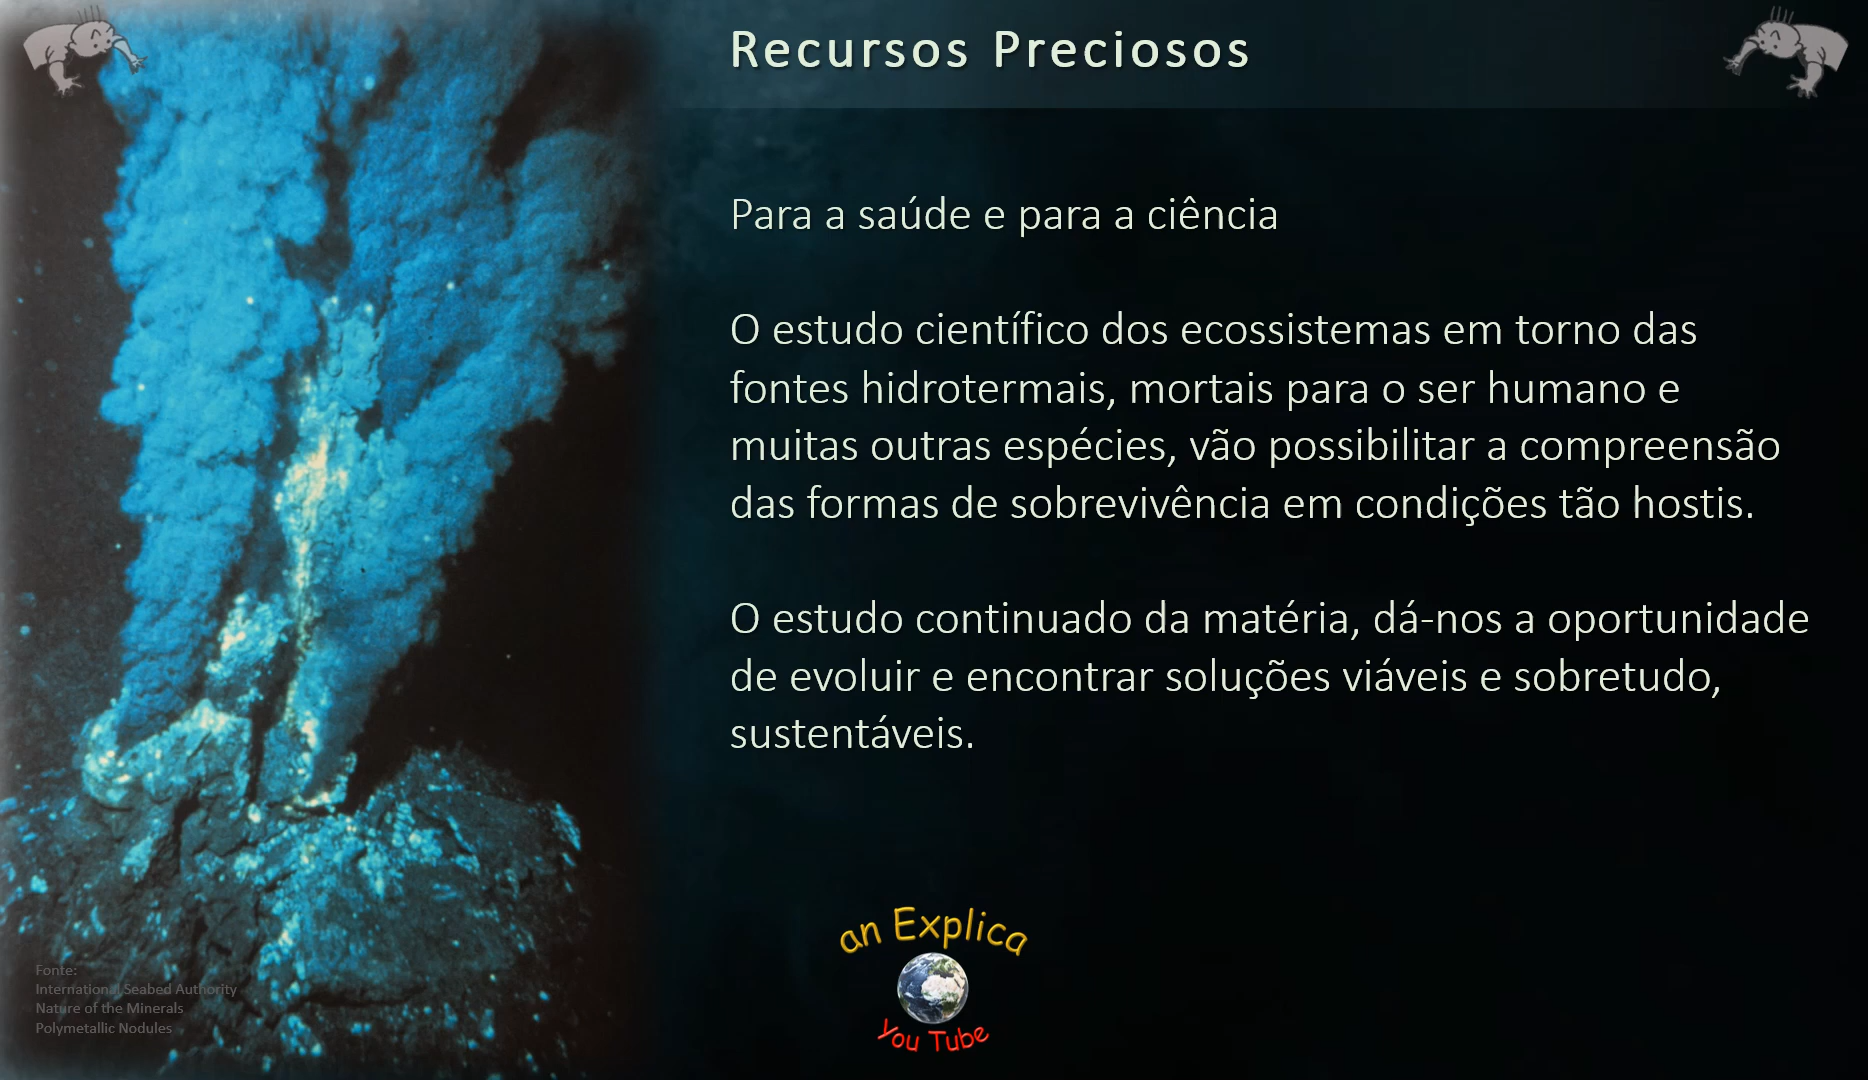 Recursos Preciosos
Para a saúde e para a ciência
O estudo científico dos ecossistemas em torno das
fontes hidrotermais, mortais para o ser humano e
muitas outras espécies, vão possibilitar a compreensão
das formas de sobrevivência em condições tão hostis.
O estudo continuado da matéria, dá-nos a oportunidade
de evoluir e encontrar soluções viáveis e sobretudo,
sustentáveis.
an Explica
You Tube
Fonte:
International Seabed Authority
Nature of the Minerals
Polymetallic Nodules